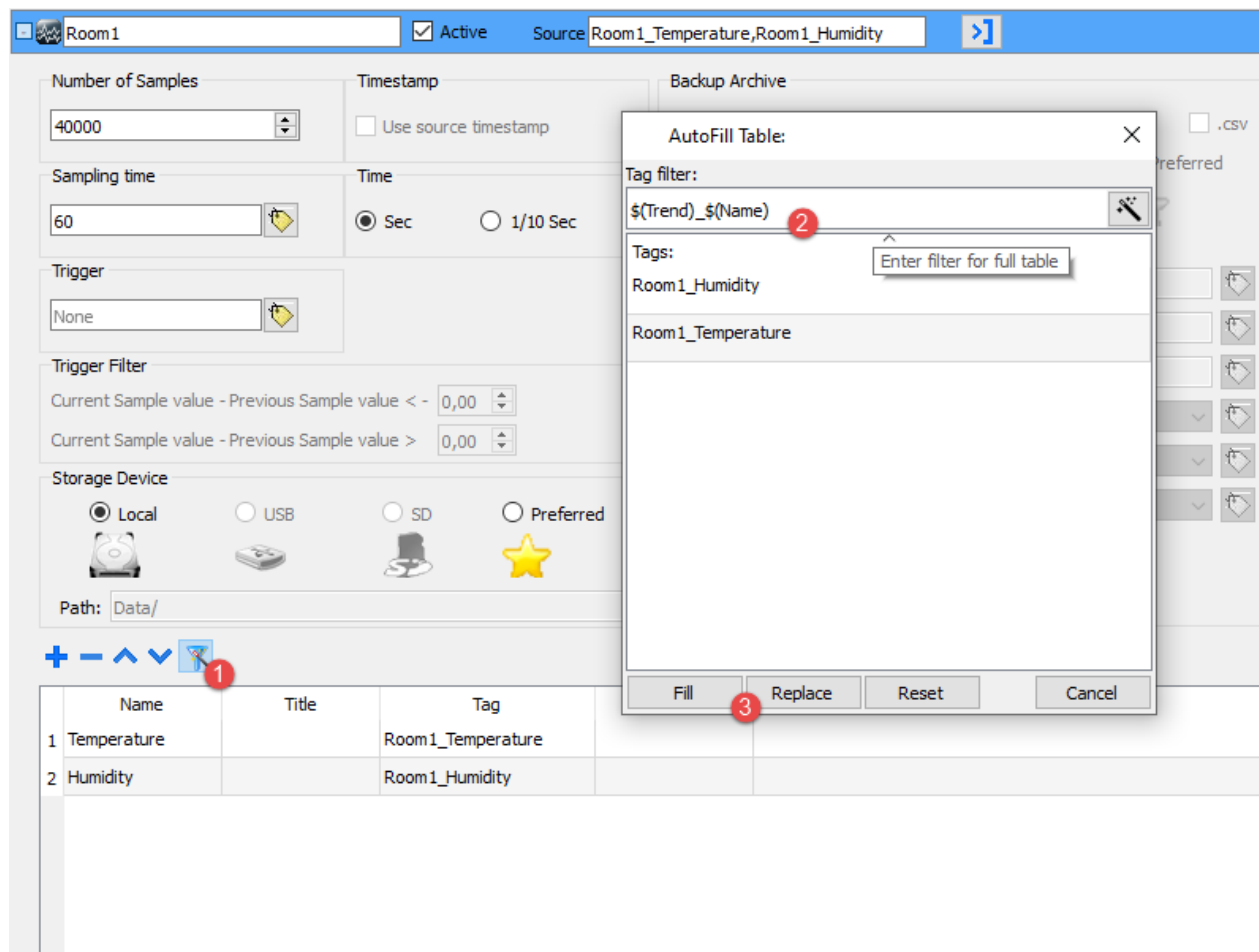 Room1 Active Source Room1_Temperature,Room1_Humidity
Number of Samples
40000
Timestamp
Use source timestamp
Backup Archive
.csv
Preferred
Sampling time
60
Time
Sec 1/10 Sec
Trigger
None
Trigger Filter
Current Sample value - Previous Sample value < - 0,00
Current Sample value - Previous Sample value > 0,00
Storage Device
Local USB SD Preferred
Path: Data/
AutoFill Table:
Tag filter:
$(Trend)_$(Name)
2
Enter filter for full table
Tags:
Room1_Humidity
Room1_Temperature
Fill Replace Reset Cancel
3
1
Name Title Tag
1 Temperature Room1_Temperature
2 Humidity Room1_Humidity